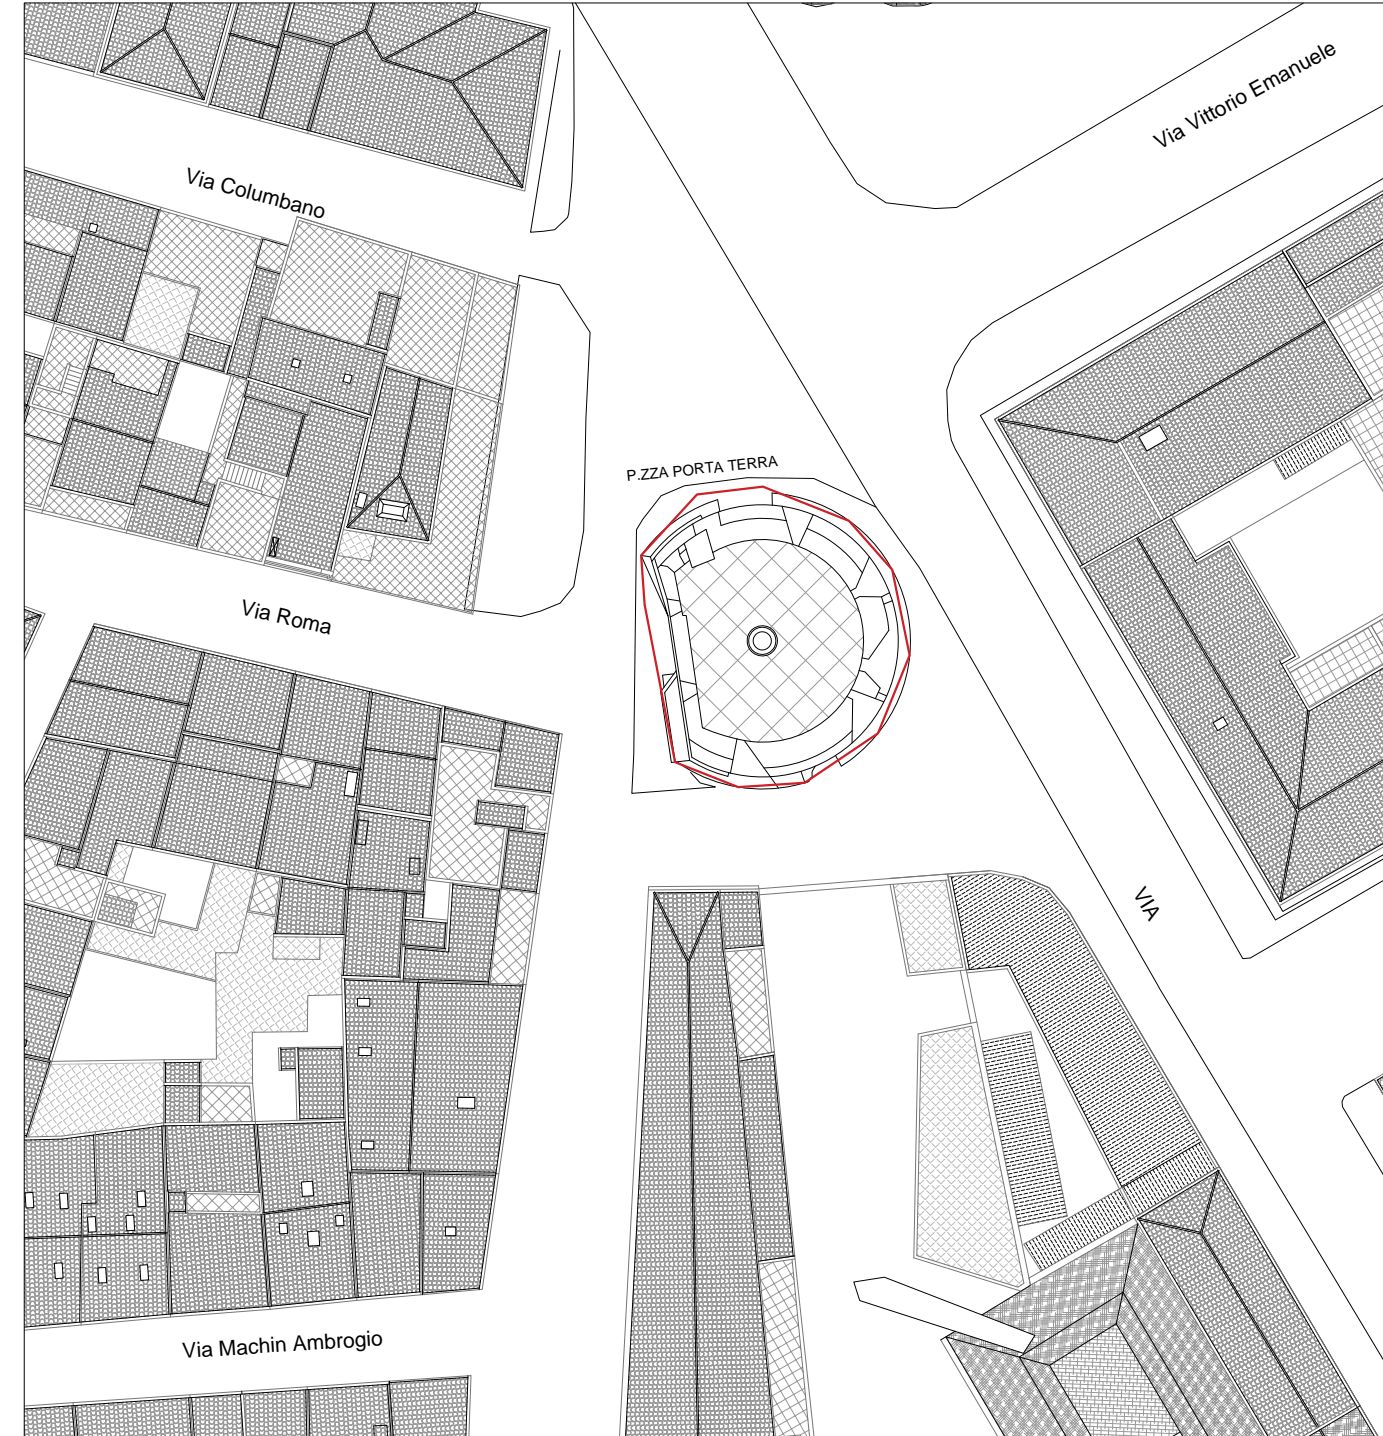 Via Vittorio Emanuele
Via Columbano
P.ZZA PORTA TERRA
Via Roma
VIA
Via Machin Ambrogio